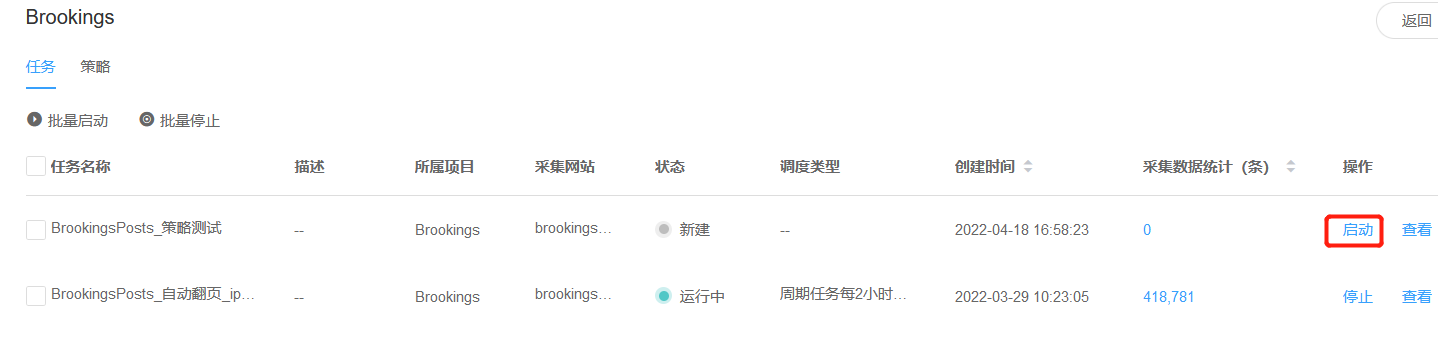 Brookings
返回
任务 策略
批量启动 批量停止
任务名称 描述 所属项目 采集网站 状态 调度类型 创建时间 采集数据统计（条） 操作
BrookingsPosts_策略测试 -- Brookings brookings… 新建 -- 2022-04-18 16:58:23 0 启动 查看
BrookingsPosts_自动翻页_ip… -- Brookings brookings… 运行中 周期任务每2小时… 2022-03-29 10:23:05 418,781 停止 查看